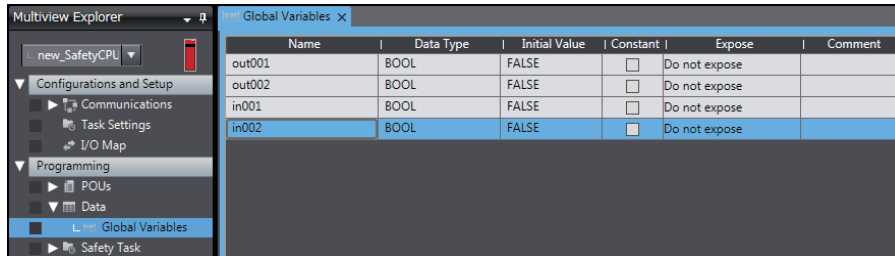 Multiview Explorer
new_SafetyCPU
Configurations and Setup
Communications
Task Settings
I/O Map
Programming
POUs
Data
Global Variables
Safety Task
Global Variables
Name Data Type Initial Value Constant Expose Comment
out001 BOOL FALSE Do not expose
out002 BOOL FALSE Do not expose
in001 BOOL FALSE Do not expose
in002 BOOL FALSE Do not expose